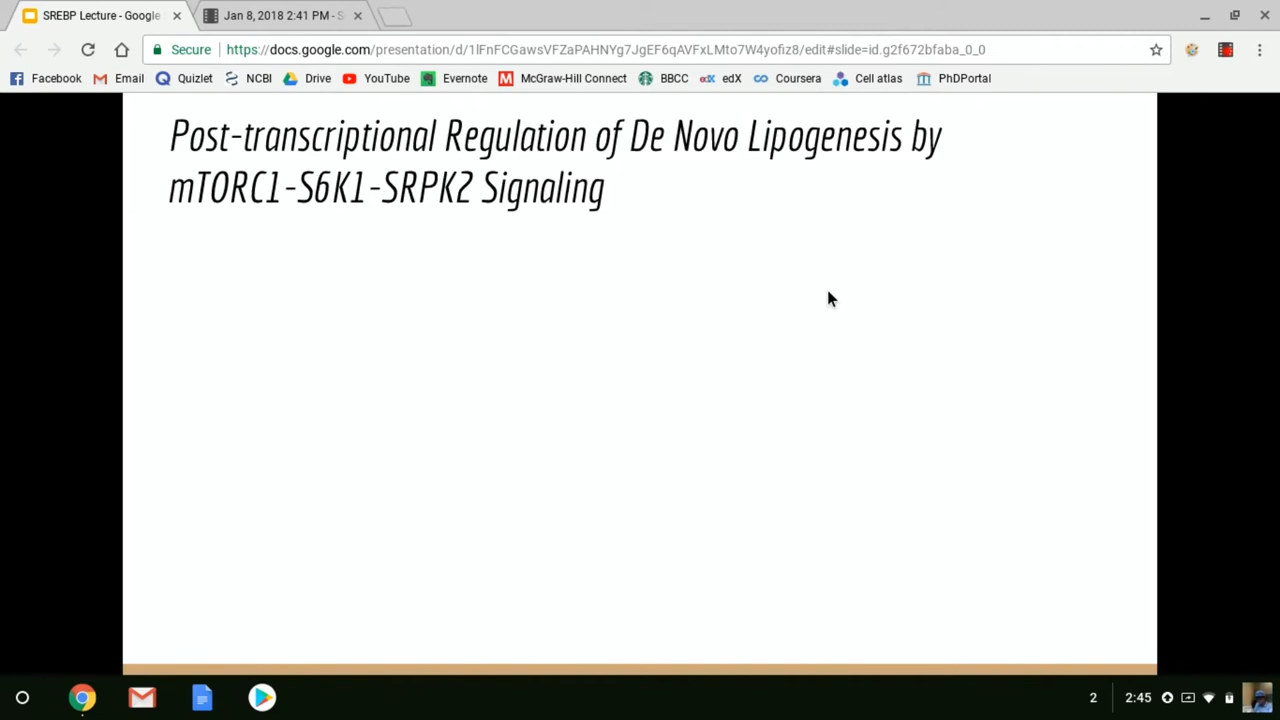 SREBP Lecture - Google
Jan 8, 2018 2:41 PM - S
Secure
https://docs.google.com/presentation/d/1lFnFCGawsVFZaPAHNYg7JgEF6qAVFxLMto7W4yofiz8/edit#slide=id.g2f672bfaba_0_0
Facebook Email Quizlet NCBI Drive YouTube Evernote McGraw-Hill Connect BBCC edX Coursera Cell atlas PhDPortal
Post-transcriptional Regulation of De Novo Lipogenesis by
mTORC1-S6K1-SRPK2 Signaling
2 2:45